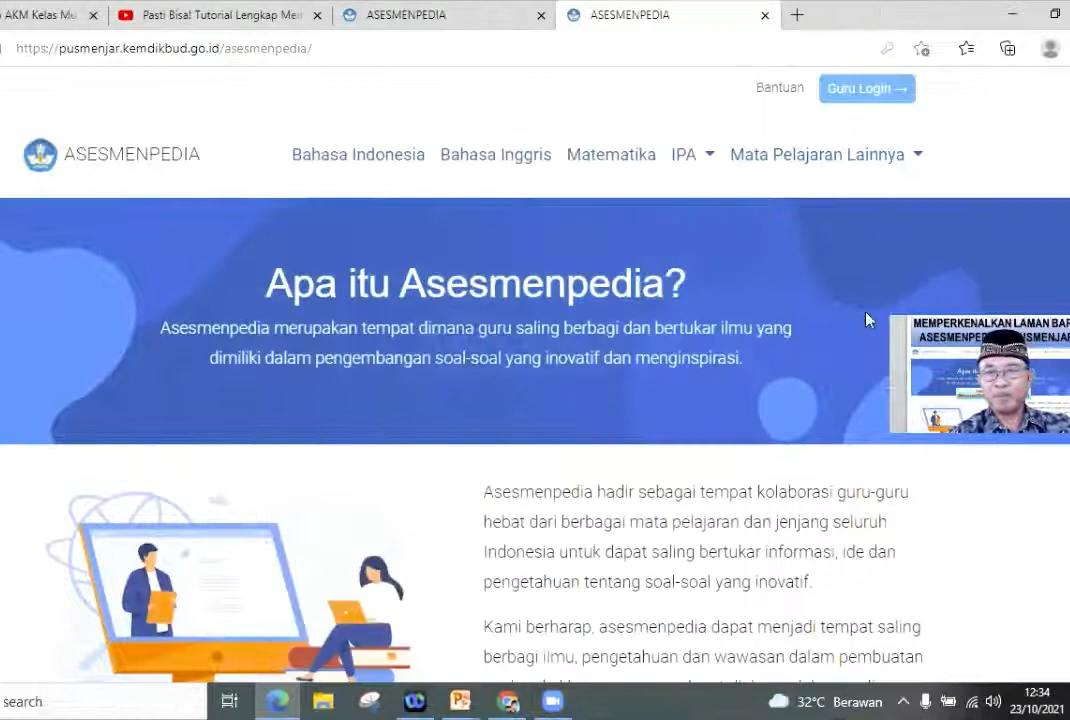 AKM Kelas Mu
Pasti Bisa! Tutorial Lengkap Men
ASESMENPEDIA
ASESMENPEDIA
https://pusmenjar.kemdikbud.go.id/asesmenpedia/
Bantuan
Guru Login →
ASESMENPEDIA
Bahasa Indonesia
Bahasa Inggris
Matematika
IPA
Mata Pelajaran Lainnya
Apa itu Asesmenpedia?
Asesmenpedia merupakan tempat dimana guru saling berbagi dan bertukar ilmu yang
dimiliki dalam pengembangan soal-soal yang inovatif dan menginspirasi.
MEMPERKENALKAN LAMAN BAR
Asesmenpedia hadir sebagai tempat kolaborasi guru-guru
hebat dari berbagai mata pelajaran dan jenjang seluruh
Indonesia untuk dapat saling bertukar informasi, ide dan
pengetahuan tentang soal-soal yang inovatif.
Kami berharap, asesmenpedia dapat menjadi tempat saling
berbagi ilmu, pengetahuan dan wawasan dalam pembuatan
search
32°C Berawan
12:34
23/10/2021